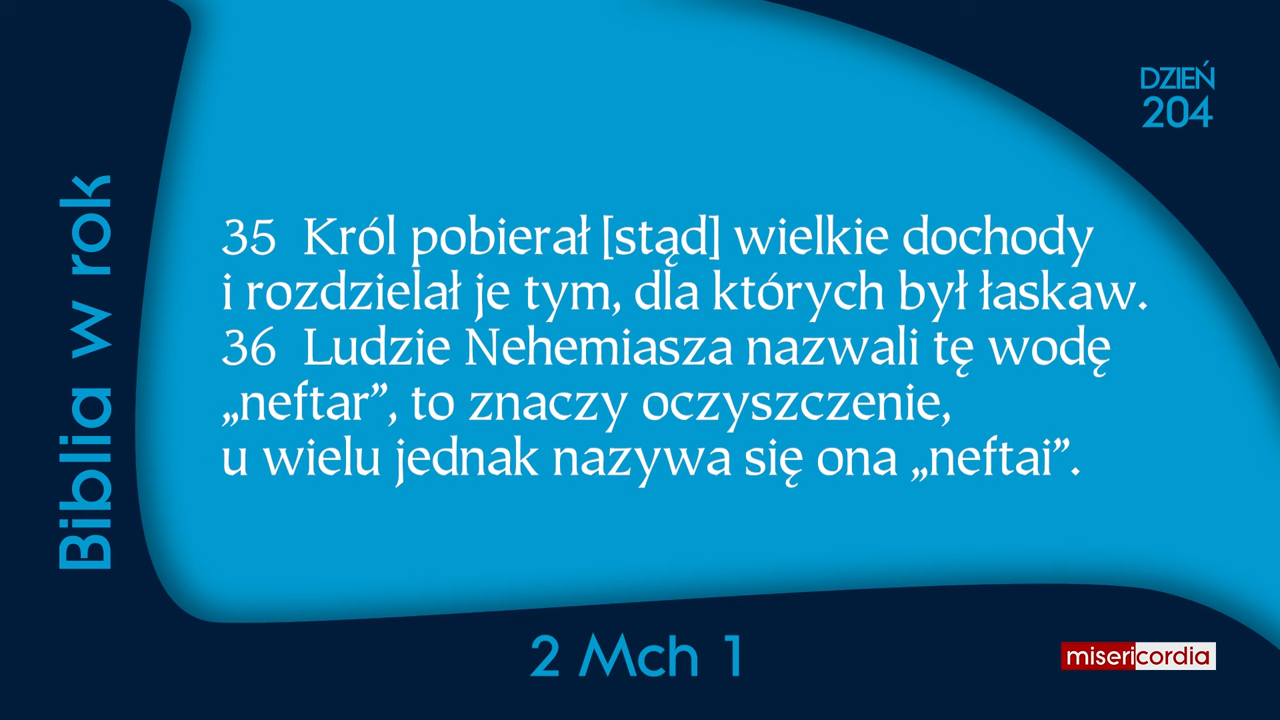 DZIEŃ
204
Biblia w rok
35 Król pobierał [stąd] wielkie dochody
i rozdzielał je tym, dla których był łaskaw.
36 Ludzie Nehemiasza nazwali tę wodę
„neftar”, to znaczy oczyszczenie,
u wielu jednak nazywa się ona „neftai”.
2 Mch 1
misericordia